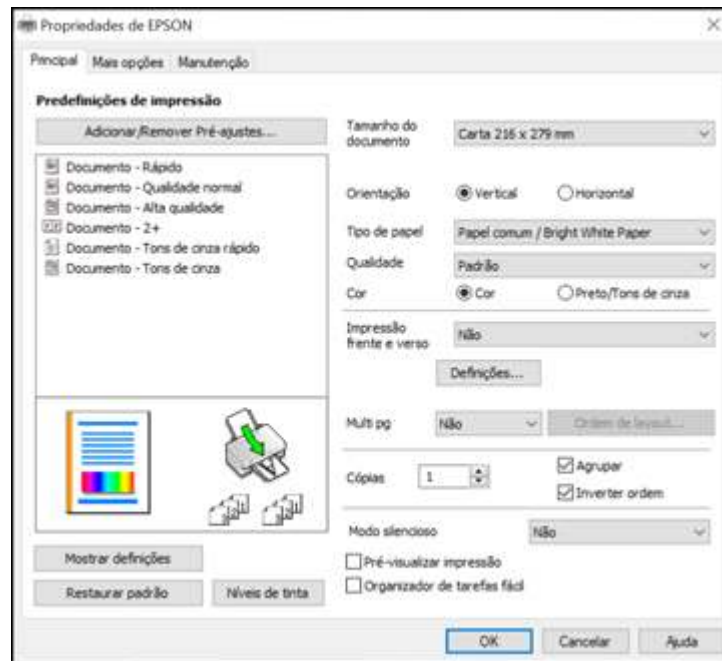 Propriedades de EPSON
Principal Mais opções Manutenção
Predefinições de impressão
Adicionar/Remover Pré-ajustes...
Documento - Rápido
Documento - Qualidade normal
Documento - Alta qualidade
Documento - 2+
Documento - Tons de cinza rápido
Documento - Tons de cinza
Mostrar definições
Restaurar padrão Níveis de tinta
Tamanho do
documento
Carta 216 x 279 mm
Orientação Vertical Horizontal
Tipo de papel Papel comum / Bright White Paper
Qualidade Padrão
Cor Cor Preto/Tons de cinza
Impressão
frente e verso
Não
Definições...
Multi pg Não Ordem de layout...
Cópias 1 Agrupar
Inverter ordem
Modo silencioso Não
Pré-visualizar impressão
Organizador de tarefas fácil
OK Cancelar Ajuda